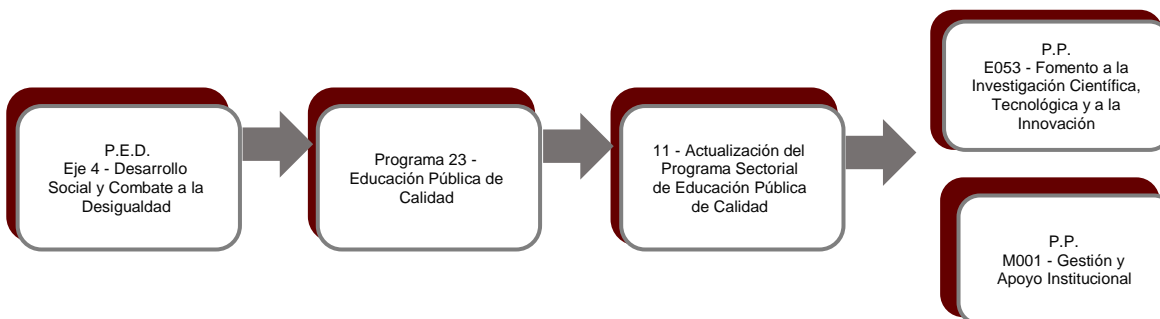 P.E.D.
Eje 4 - Desarrollo
Social y Combate a la
Desigualdad
Programa 23 -
Educación Pública de
Calidad
11 - Actualización del
Programa Sectorial
de Educación Pública
de Calidad
P.P.
E053 - Fomento a la
Investigación Científica,
Tecnológica y a la
Innovación
P.P.
M001 - Gestión y
Apoyo Institucional